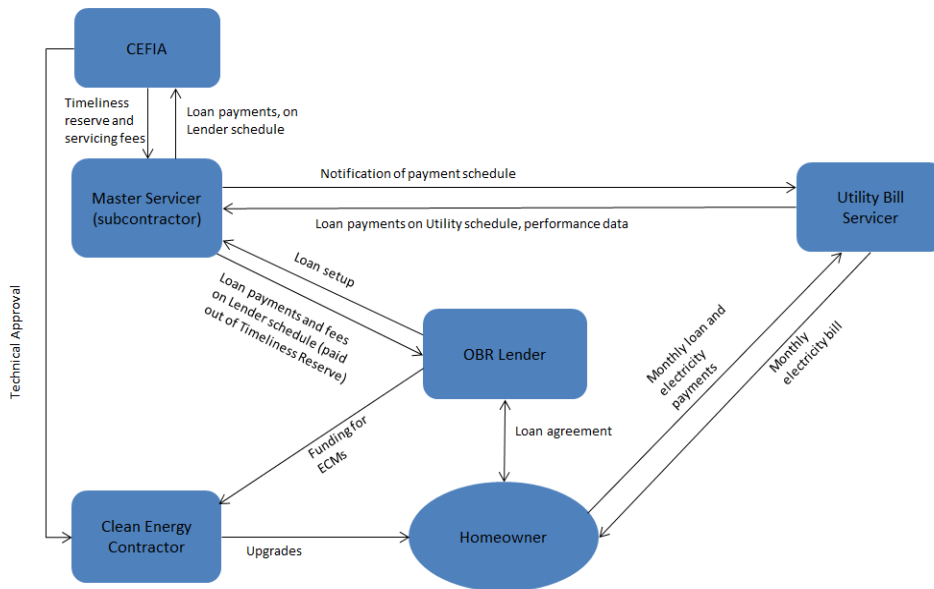 CEFIA
Timeliness
reserve and
servicing fees
Loan payments, on
Lender schedule
Notification of payment schedule
Master Servicer
(subcontractor)
Utility Bill
Servicer
Loan payments on Utility schedule, performance data
Loan setup
Loan payments and fees
on Lender schedule (paid
out of Timeliness Reserve)
OBR Lender
Monthly loan and
electricity
payments
Monthly
electricity bill
Technical Approval
Loan agreement
Funding for
ECMs
Clean Energy
Contractor
Upgrades
Homeowner